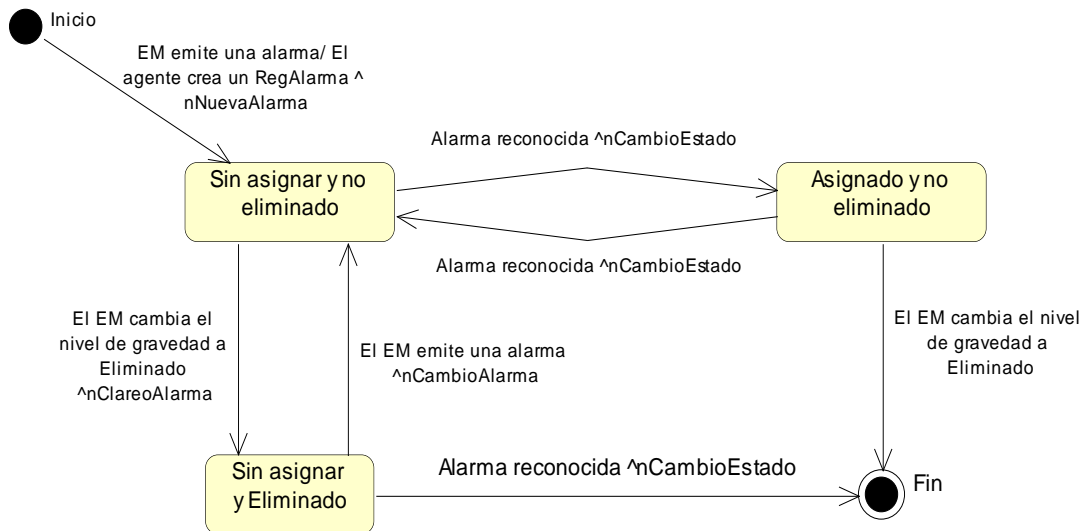 Inicio
EM emite una alarma/ El
agente crea un RegAlarma ^
nNuevaAlarma
Alarma reconocida ^nCambioEstado
Sin asignar y no
eliminado
Asignado y no
eliminado
Alarma reconocida ^nCambioEstado
El EM cambia el
nivel de gravedad a
Eliminado
^nClareoAlarma
El EM emite una alarma
^nCambioAlarma
El EM cambia el nivel
de gravedad a
Eliminado
Sin asignar
y Eliminado
Alarma reconocida ^nCambioEstado
Fin